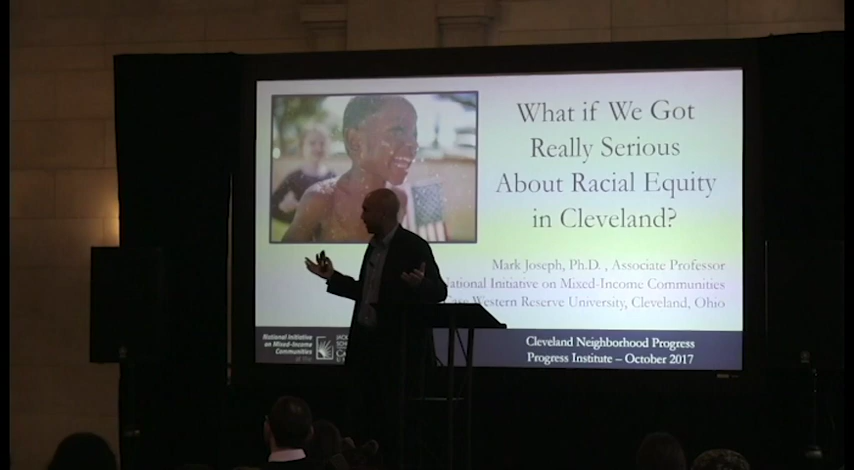 What if We Got
Really Serious
About Racial Equity
in Cleveland?
Mark Joseph, Ph.D. , Associate Professor
National Initiative on Mixed-Income Communities
Case Western Reserve University, Cleveland, Ohio
National Initiative
on Mixed-Income
Communities
Cleveland Neighborhood Progress
Progress Institute – October 2017